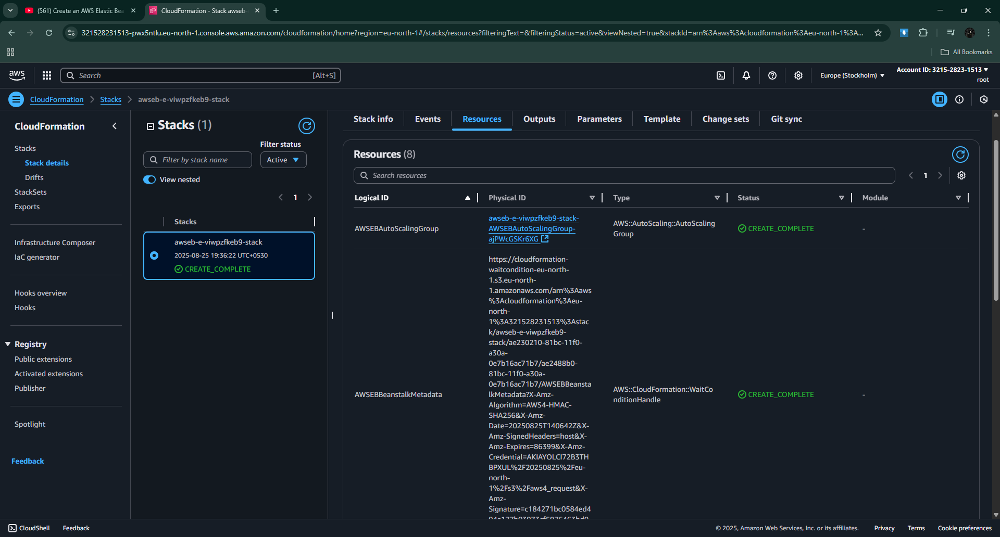 (561) Create an AWS Elastic Bea
CloudFormation - Stack awseb-
321528231513-pwx5ntlu.eu-north-1.console.aws.amazon.com/cloudformation/home?region=eu-north-1#/stacks/resources?filteringText=&filteringStatus=active&viewNested=true&stackId=arn%3Aaws%3Acloudformation%3Aeu-north-1%3A...
All Bookmarks
aws
Search
[Alt+S]
Europe (Stockholm)
Account ID: 3215-2823-1513
root
CloudFormation
Stacks
awseb-e-viwpzfkeb9-stack
CloudFormation
Stacks
Stack details
Drifts
StackSets
Exports
Infrastructure Composer
IaC generator
Hooks overview
Hooks
Registry
Public extensions
Activated extensions
Publisher
Spotlight
Feedback
Stacks (1)
Filter status
Filter by stack name
Active
View nested
1
Stacks
awseb-e-viwpzfkeb9-stack
2025-08-25 19:36:22 UTC+0530
CREATE_COMPLETE
Stack info
Events
Resources
Outputs
Parameters
Template
Change sets
Git sync
Resources (8)
Search resources
1
Logical ID
Physical ID
Type
Status
Module
AWSEBAutoScalingGroup
awseb-e-viwpzfkeb9-stack-
AWSEBAutoScalingGroup-
ajPWcGSKr6XG
AWS::AutoScaling::AutoScaling
Group
CREATE_COMPLETE
-
AWSEBBeanstalkMetadata
https://cloudformation-
waitcondition-eu-north-
1.s3.eu-north-
1.amazonaws.com/arn%3Aaws
%3Acloudformation%3Aeu-
north-
1%3A321528231513%3Astac
k/awseb-e-viwpzfkeb9-
stack/ae230210-81bc-11f0-
a30a-
0e7b16ac71b7/ae2488b0-
81bc-11f0-a30a-
0e7b16ac71b7/AWSEBBeansta
lkMetadata?X-Amz-
Algorithm=AWS4-HMAC-
SHA256&X-Amz-
Date=20250825T140642Z&X-
Amz-SignedHeaders=host&X-
Amz-Expires=86399&X-Amz-
Credential=AKIAYOLCI72B3TH
BPXUL%2F20250825%2Feu-
north-
1%2Fs3%2Faws4_request&X-
Amz-
Signature=c184271bc0584ed4
AWS::CloudFormation::WaitCo
nditionHandle
CREATE_COMPLETE
-
CloudShell
Feedback
© 2025, Amazon Web Services, Inc. or its affiliates.
Privacy
Terms
Cookie preferences